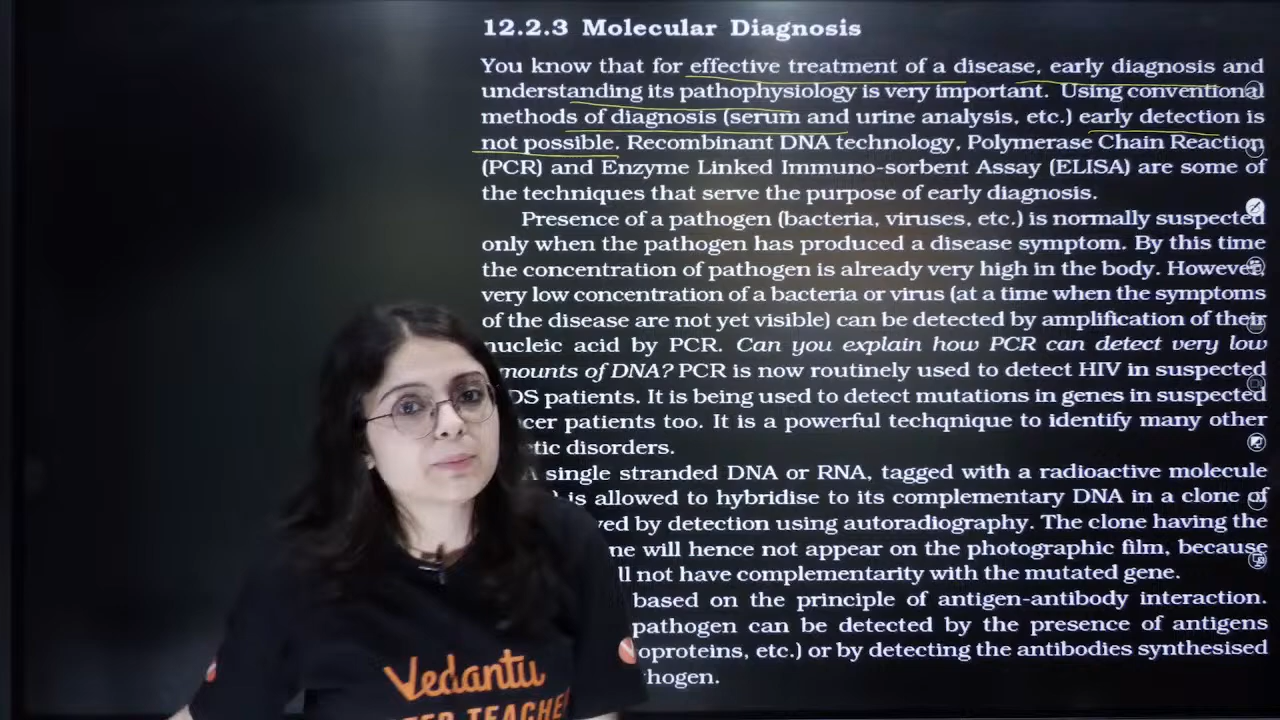 12.2.3 Molecular Diagnosis
You know that for effective treatment of a disease, early diagnosis and
understanding its pathophysiology is very important. Using conventional
methods of diagnosis (serum and urine analysis, etc.) early detection is
not possible. Recombinant DNA technology, Polymerase Chain Reaction
(PCR) and Enzyme Linked Immuno-sorbent Assay (ELISA) are some of
the techniques that serve the purpose of early diagnosis.
Presence of a pathogen (bacteria, viruses, etc.) is normally suspected
only when the pathogen has produced a disease symptom. By this time
the concentration of pathogen is already very high in the body. However,
very low concentration of a bacteria or virus (at a time when the symptoms
of the disease are not yet visible) can be detected by amplification of their
nucleic acid by PCR. Can you explain how PCR can detect very low
of DNA? PCR is now routinely used to detect HIV in suspected
patients. It is being used to detect mutations in genes in suspected
patients too. It is a powerful techqnique to identify many other
disorders.
A single stranded DNA or RNA, tagged with a radioactive molecule
is allowed to hybridise to its complementary DNA in a clone of
by detection using autoradiography. The clone having the
will hence not appear on the photographic film, because
not have complementarity with the mutated gene.
based on the principle of antigen-antibody interaction.
pathogen can be detected by the presence of antigens
etc.) or by detecting the antibodies synthesised
Vedantu
TEACHE